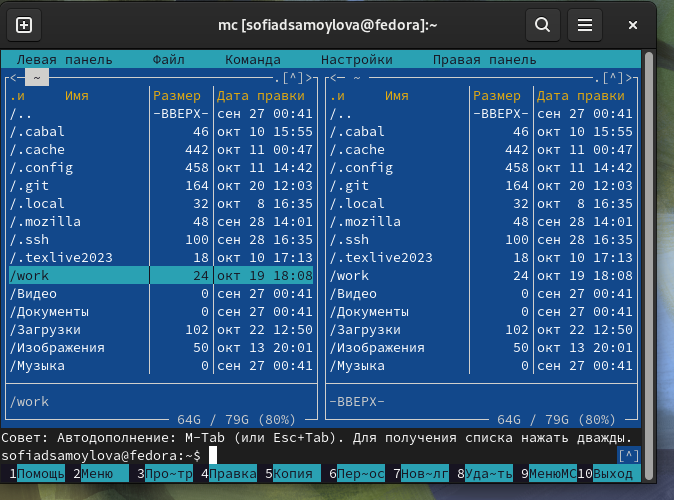 mc [sofiadsamoylova@fedora]:~
Левая панель Файл Команда Настройки Правая панель
<─ ~ .[^]> <─ ~ .[^]>
.и Имя Размер Дата правки .и Имя Размер Дата правки
/.. -ВВЕРХ- сен 27 00:41 /.. -ВВЕРХ- сен 27 00:41
/.cabal 46 окт 10 15:55 /.cabal 46 окт 10 15:55
/.cache 442 окт 11 00:47 /.cache 442 окт 11 00:47
/.config 458 окт 11 14:42 /.config 458 окт 11 14:42
/.git 164 окт 20 12:03 /.git 164 окт 20 12:03
/.local 32 окт 8 16:35 /.local 32 окт 8 16:35
/.mozilla 48 сен 28 14:01 /.mozilla 48 сен 28 14:01
/.ssh 100 сен 28 16:35 /.ssh 100 сен 28 16:35
/.texlive2023 18 окт 10 17:13 /.texlive2023 18 окт 10 17:13
/work 24 окт 19 18:08 /work 24 окт 19 18:08
/Видео 0 сен 27 00:41 /Видео 0 сен 27 00:41
/Документы 0 сен 27 00:41 /Документы 0 сен 27 00:41
/Загрузки 102 окт 22 12:50 /Загрузки 102 окт 22 12:50
/Изображения 50 окт 13 20:01 /Изображения 50 окт 13 20:01
/Музыка 0 сен 27 00:41 /Музыка 0 сен 27 00:41
/work -ВВЕРХ-
64G / 79G (80%) 64G / 79G (80%)
Совет: Автодополнение: M-Tab (или Esc+Tab). Для получения списка нажать дважды.
sofiadsamoylova@fedora:~$ [^]
1Помощь 2Меню 3Про~тр 4Правка 5Копия 6Пер~ос 7Нов~лг 8Уда~ть 9МенюМС 10Выход